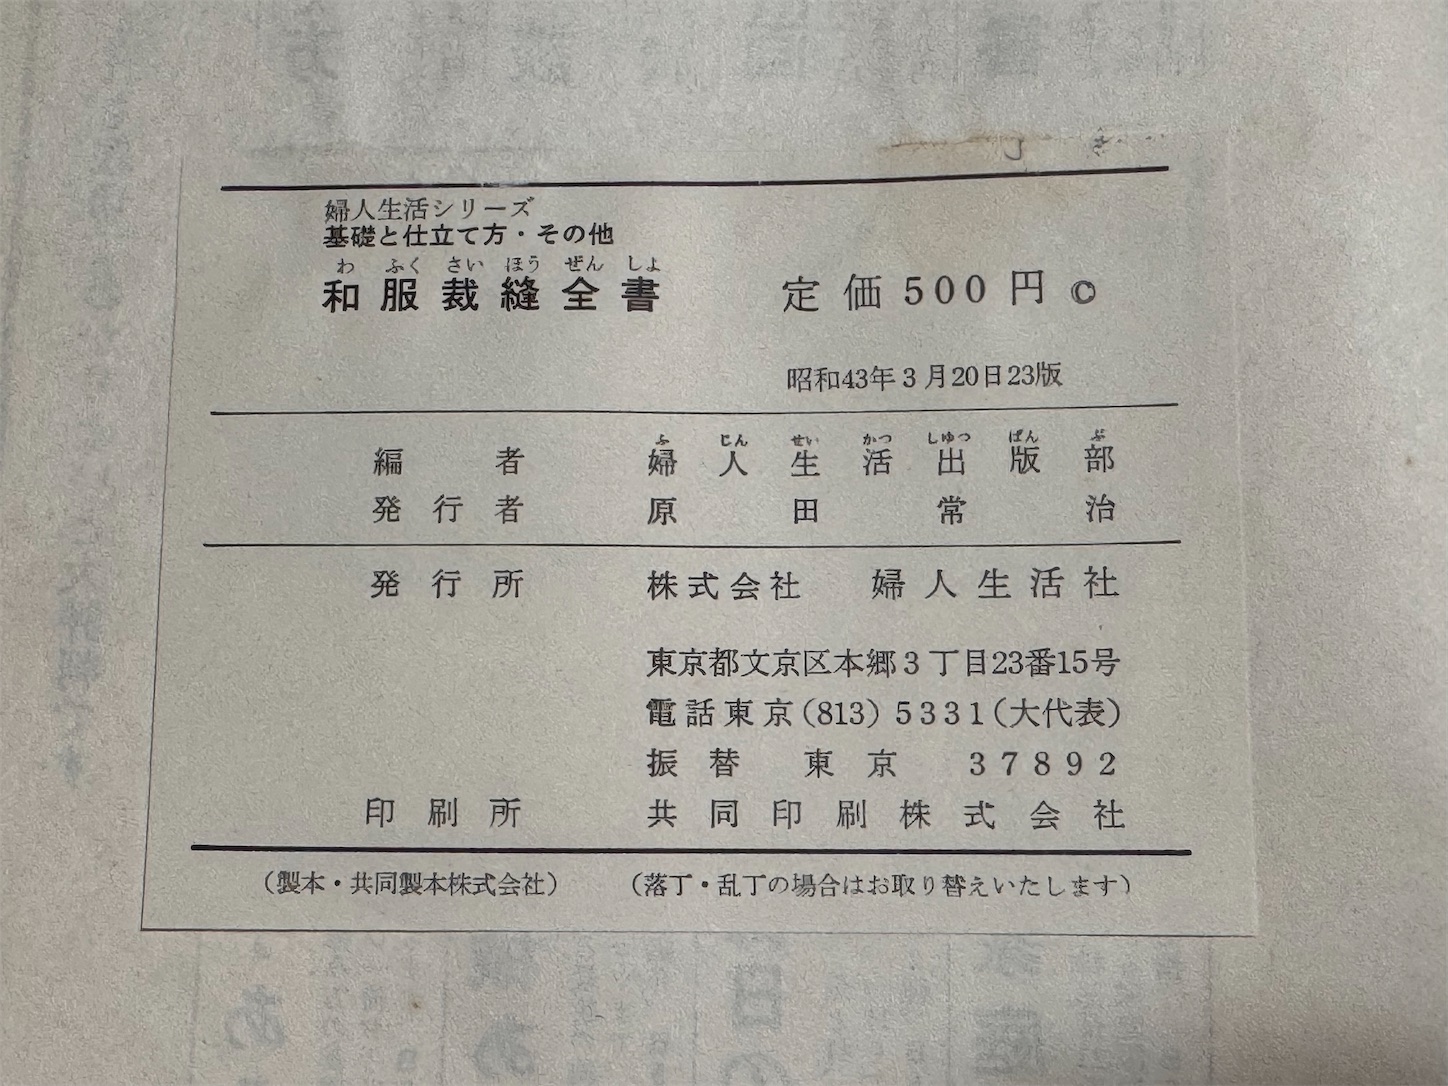 婦人生活シリーズ
基礎と仕立て方・その他
わ ふく さい ほう ぜん しよ
和服裁縫全書 定価500円 ©
昭和43年3月20日23版
ふ じん せい かつ しゆつ ぱん ぶ
編者 婦人生活出版部
発行者 原田常治
発行所 株式会社 婦人生活社
東京都文京区本郷3丁目23番15号
電話東京(813)5331(大代表)
振替 東京 37892
印刷所 共同印刷株式会社
(製本・共同製本株式会社) (落丁・乱丁の場合はお取り替えいたします)